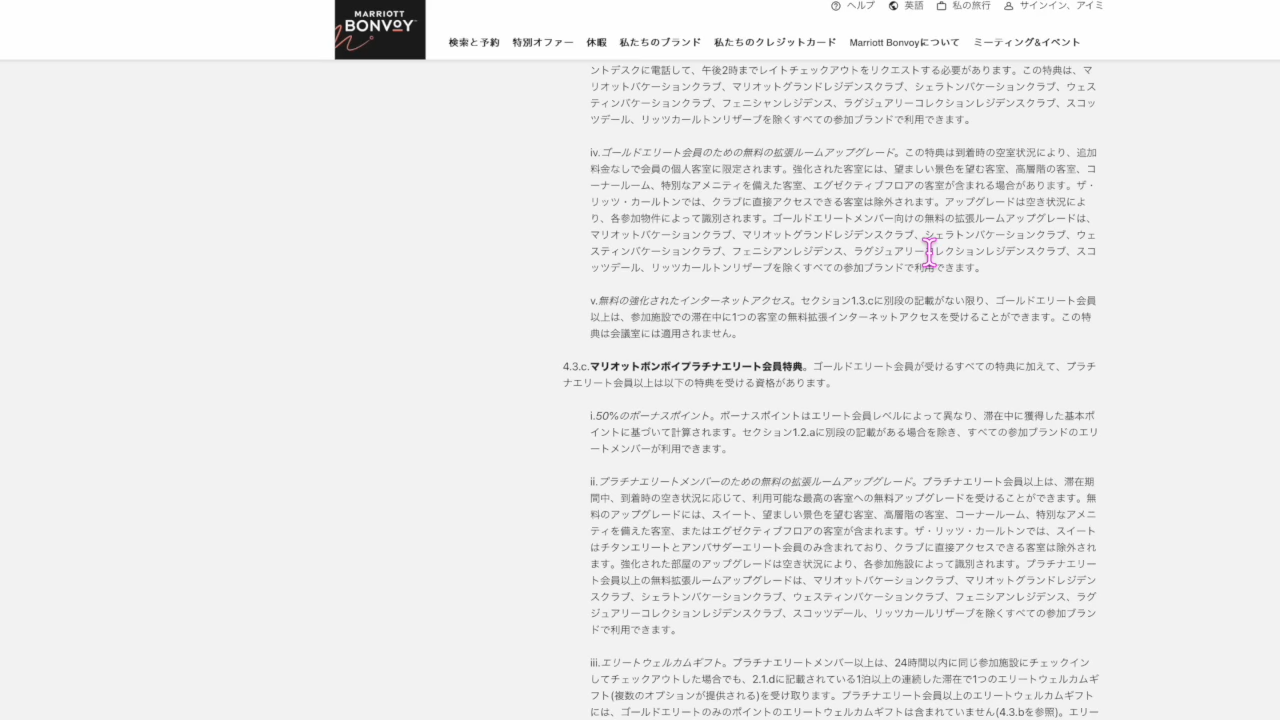 ヘルプ 英語 私の旅行 サインイン、アイミ
MARRIOTT
BONVOY
検索と予約 特別オファー 休暇 私たちのブランド 私たちのクレジットカード Marriott Bonvoyについて ミーティング&イベント
ントデスクに電話して、午後2時までレイトチェックアウトをリクエストする必要があります。この特典は、マ
リオットバケーションクラブ、マリオットグランドレジデンスクラブ、シェラトンバケーションクラブ、ウェス
ティンバケーションクラブ、フェニシャンレジデンス、ラグジュアリーコレクションレジデンスクラブ、スコッ
ツデール、リッツカールトンリザーブを除くすべての参加ブランドで利用できます。
iv.ゴールドエリート会員のための無料の拡張ルームアップグレード。この特典は到着時の空室状況により、追加
料金なしで会員の個人客室に限定されます。強化された客室には、望ましい景色を望む客室、高層階の客室、コ
ーナールーム、特別なアメニティを備えた客室、エグゼクティブフロアの客室が含まれる場合があります。ザ・
リッツ・カールトンでは、クラブに直接アクセスできる客室は除外されます。アップグレードは空き状況によ
り、各参加物件によって識別されます。ゴールドエリートメンバー向けの無料の拡張ルームアップグレードは、
マリオットバケーションクラブ、マリオットグランドレジデンスクラブ、シェラトンバケーションクラブ、ウェ
スティンバケーションクラブ、フェニシアンレジデンス、ラグジュアリーコレクションレジデンスクラブ、スコ
ッツデール、リッツカールトンリザーブを除くすべての参加ブランドで利用できます。
v.無料の強化されたインターネットアクセス。セクション1.3.cに別段の記載がない限り、ゴールドエリート会員
以上は、参加施設での滞在中に1つの客室の無料拡張インターネットアクセスを受けることができます。この特
典は会議室には適用されません。
4.3.c.マリオットボンボイプラチナエリート会員特典。ゴールドエリート会員が受けるすべての特典に加えて、プラチ
ナエリート会員以上は以下の特典を受ける資格があります。
i.50%のボーナスポイント。ボーナスポイントはエリート会員レベルによって異なり、滞在中に獲得した基本ポ
イントに基づいて計算されます。セクション1.2.aに別段の記載がある場合を除き、すべての参加ブランドのエリ
ートメンバーが利用できます。
ii.プラチナエリートメンバーのための無料の拡張ルームアップグレード。プラチナエリート会員以上は、滞在期
間中、到着時の空き状況に応じて、利用可能な最高の客室への無料アップグレードを受けることができます。無
料のアップグレードには、スイート、望ましい景色を望む客室、高層階の客室、コーナールーム、特別なアメニ
ティを備えた客室、またはエグゼクティブフロアの客室が含まれます。ザ・リッツ・カールトンでは、スイート
はチタンエリートとアンバサダーエリート会員のみ含まれており、クラブに直接アクセスできる客室は除外され
ます。強化された部屋のアップグレードは空き状況により、各参加施設によって識別されます。プラチナエリー
ト会員以上の無料拡張ルームアップグレードは、マリオットバケーションクラブ、マリオットグランドレジデン
スクラブ、シェラトンバケーションクラブ、ウェスティンバケーションクラブ、フェニシアンレジデンス、ラグ
ジュアリーコレクションレジデンスクラブ、スコッツデール、リッツカールリザーブを除くすべての参加ブラン
ドで利用できます。
iii.エリートウェルカムギフト。プラチナエリートメンバー以上は、24時間以内に同じ参加施設にチェックイン
してチェックアウトした場合でも、2.1.dに記載されている1泊以上の連続した滞在で1つのエリートウェルカムギ
フト(複数のオプションが提供される)を受け取ります。プラチナエリート会員以上のエリートウェルカムギフト
には、ゴールドエリートのみのポイントのエリートウェルカムギフトは含まれていません(4.3.bを参照)。エリー